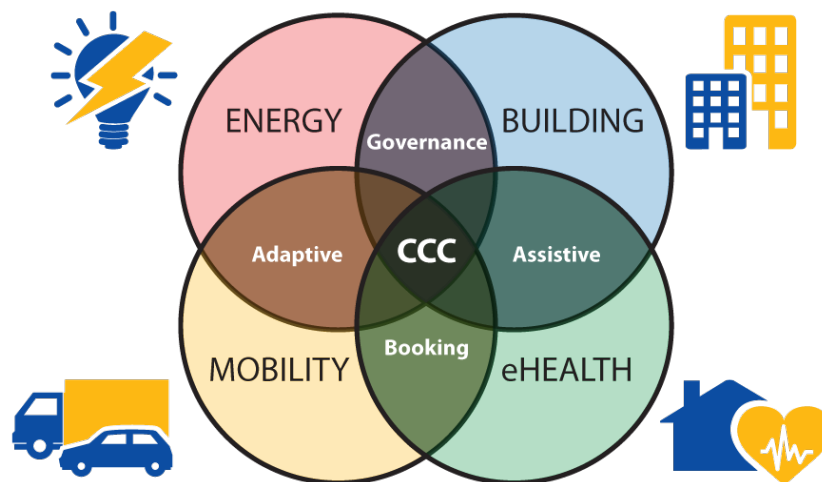 ENERGY
BUILDING
Governance
Adaptive
CCC
Assistive
Booking
MOBILITY
eHEALTH